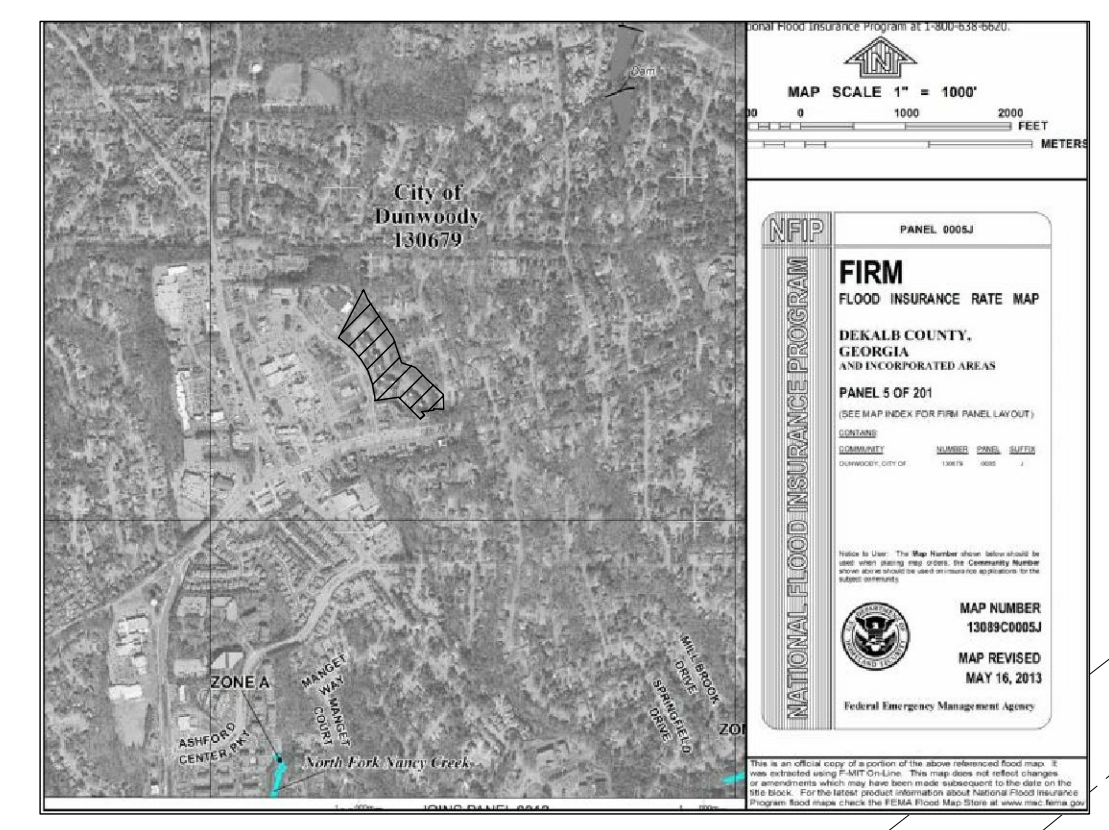 Dam
City of
Dunwoody
130679
ZONE A
MANGET
WAY
MANGET
COURT
ASHFORD
CENTER PKY
North Fork Nancy Creek
MILLBROOK
DRIVE
SPRINGFIELD
DRIVE
ional Flood Insurance Program at 1-800-638-6620.
N
MAP SCALE 1" = 1000'
00 0 1000 2000
FEET
METERS
NFIP
NATIONAL FLOOD INSURANCE PROGRAM
PANEL 0005J
FIRM
FLOOD INSURANCE RATE MAP
DEKALB COUNTY,
GEORGIA
AND INCORPORATED AREAS
PANEL 5 OF 201
(SEE MAP INDEX FOR FIRM PANEL LAYOUT)
CONTAINS:
COMMUNITY NUMBER PANEL SUFFIX
DUNWOODY, CITY OF 130679 0005 J
Notice to User: The Map Number shown below should be
used when placing map orders; the Community Number
shown above should be used on insurance applications for the
subject community.
U.S. DEPARTMENT OF HOMELAND SECURITY
MAP NUMBER
13089C0005J
MAP REVISED
MAY 16, 2013
Federal Emergency Management Agency
This is an official copy of a portion of the above referenced flood map. It
was extracted using F-MIT On-Line. This map does not reflect changes
or amendments which may have been made subsequent to the date on the
title block. For the latest product information about National Flood Insurance
Program flood maps check the FEMA Flood Map Store at www.msc.fema.gov